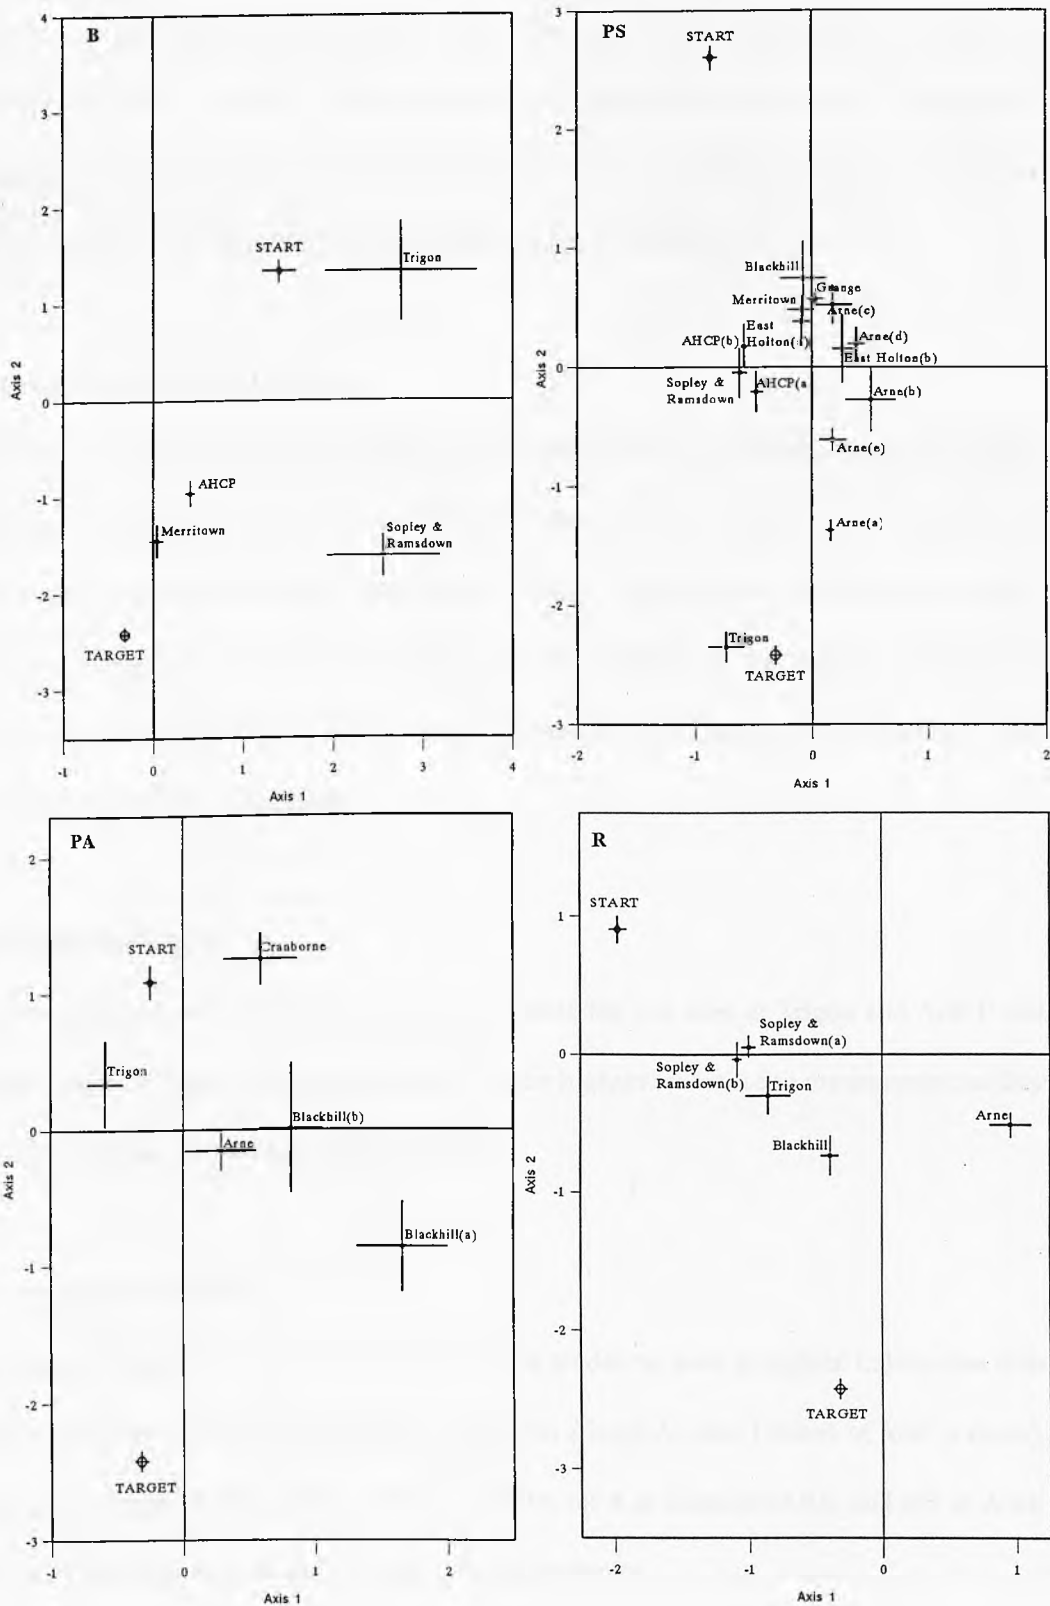 B
4
3
2
1
0
-1
-2
-3
START
Trigon
AHCP
Merritown
Sopley &
Ramsdown
TARGET
Axis 2
-1
0
1
2
3
4
Axis 1
PS
3
2
1
0
-1
-2
-3
START
Blackhill
Grange
Merritown
Arne(c)
East
Holton(a)
AHCP(b)
Arne(d)
East Holton(b)
Sopley &
Ramsdown
AHCP(a
Arne(b)
Arne(e)
Arne(a)
Trigon
TARGET
Axis 2
-2
-1
0
1
2
Axis 1
PA
2
1
0
-1
-2
-3
START
Cranborne
Trigon
Blackhill(b)
Arne
Blackhill(a)
TARGET
Axis 2
-1
0
1
2
Axis 1
R
1
0
-1
-2
-3
START
Sopley &
Ramsdown(a)
Sopley &
Ramsdown(b)
Trigon
Arne
Blackhill
TARGET
Axis 2
-2
-1
0
1
Axis 1